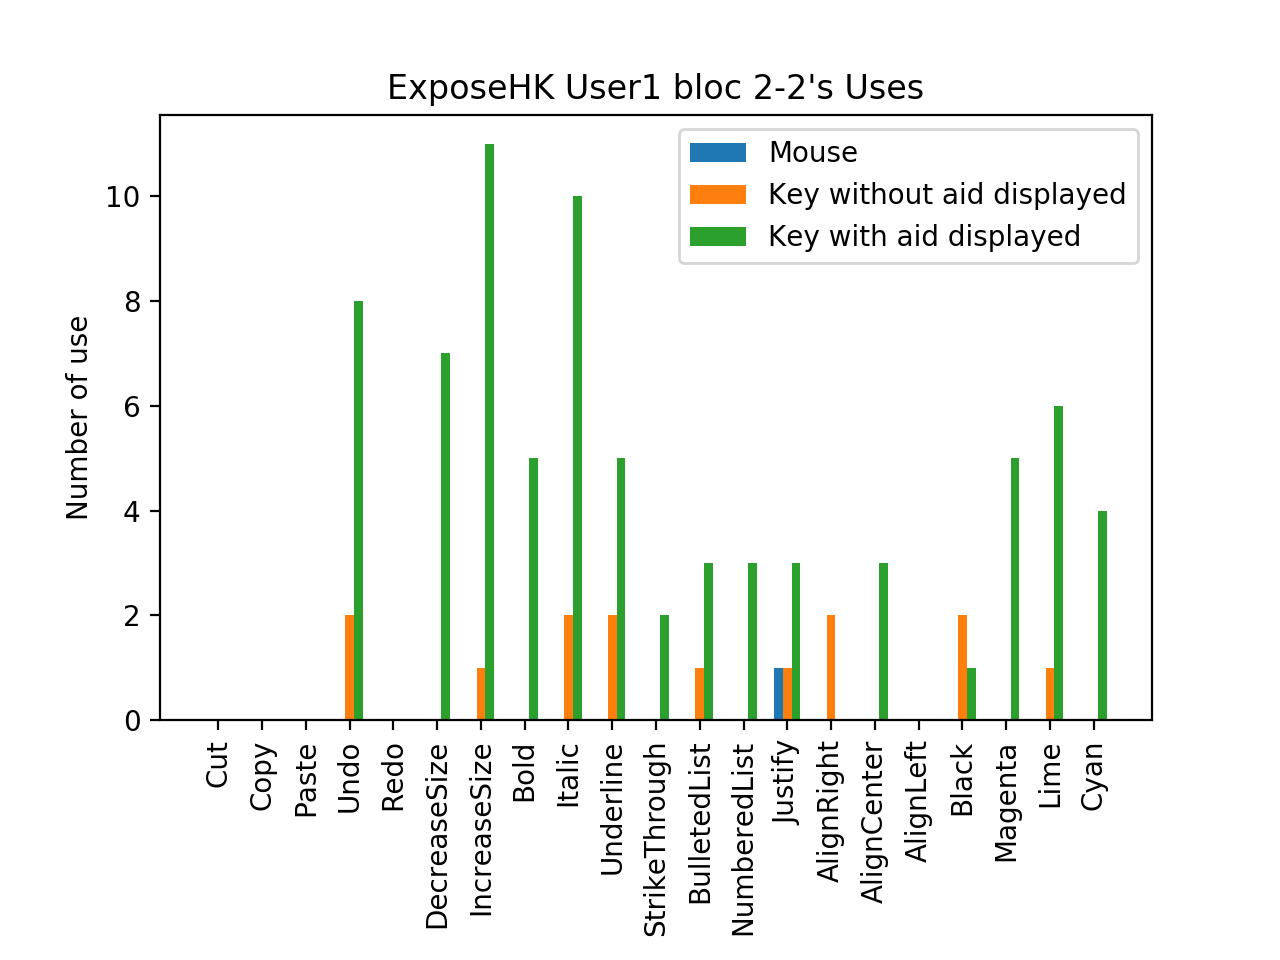 ExposeHK User1 bloc 2-2's Uses
Mouse
Key without aid displayed
Key with aid displayed
Number of use
10
8
6
4
2
0
Cut
Copy
Paste
Undo
Redo
DecreaseSize
IncreaseSize
Bold
Italic
Underline
StrikeThrough
BulletedList
NumberedList
Justify
AlignRight
AlignCenter
AlignLeft
Black
Magenta
Lime
Cyan